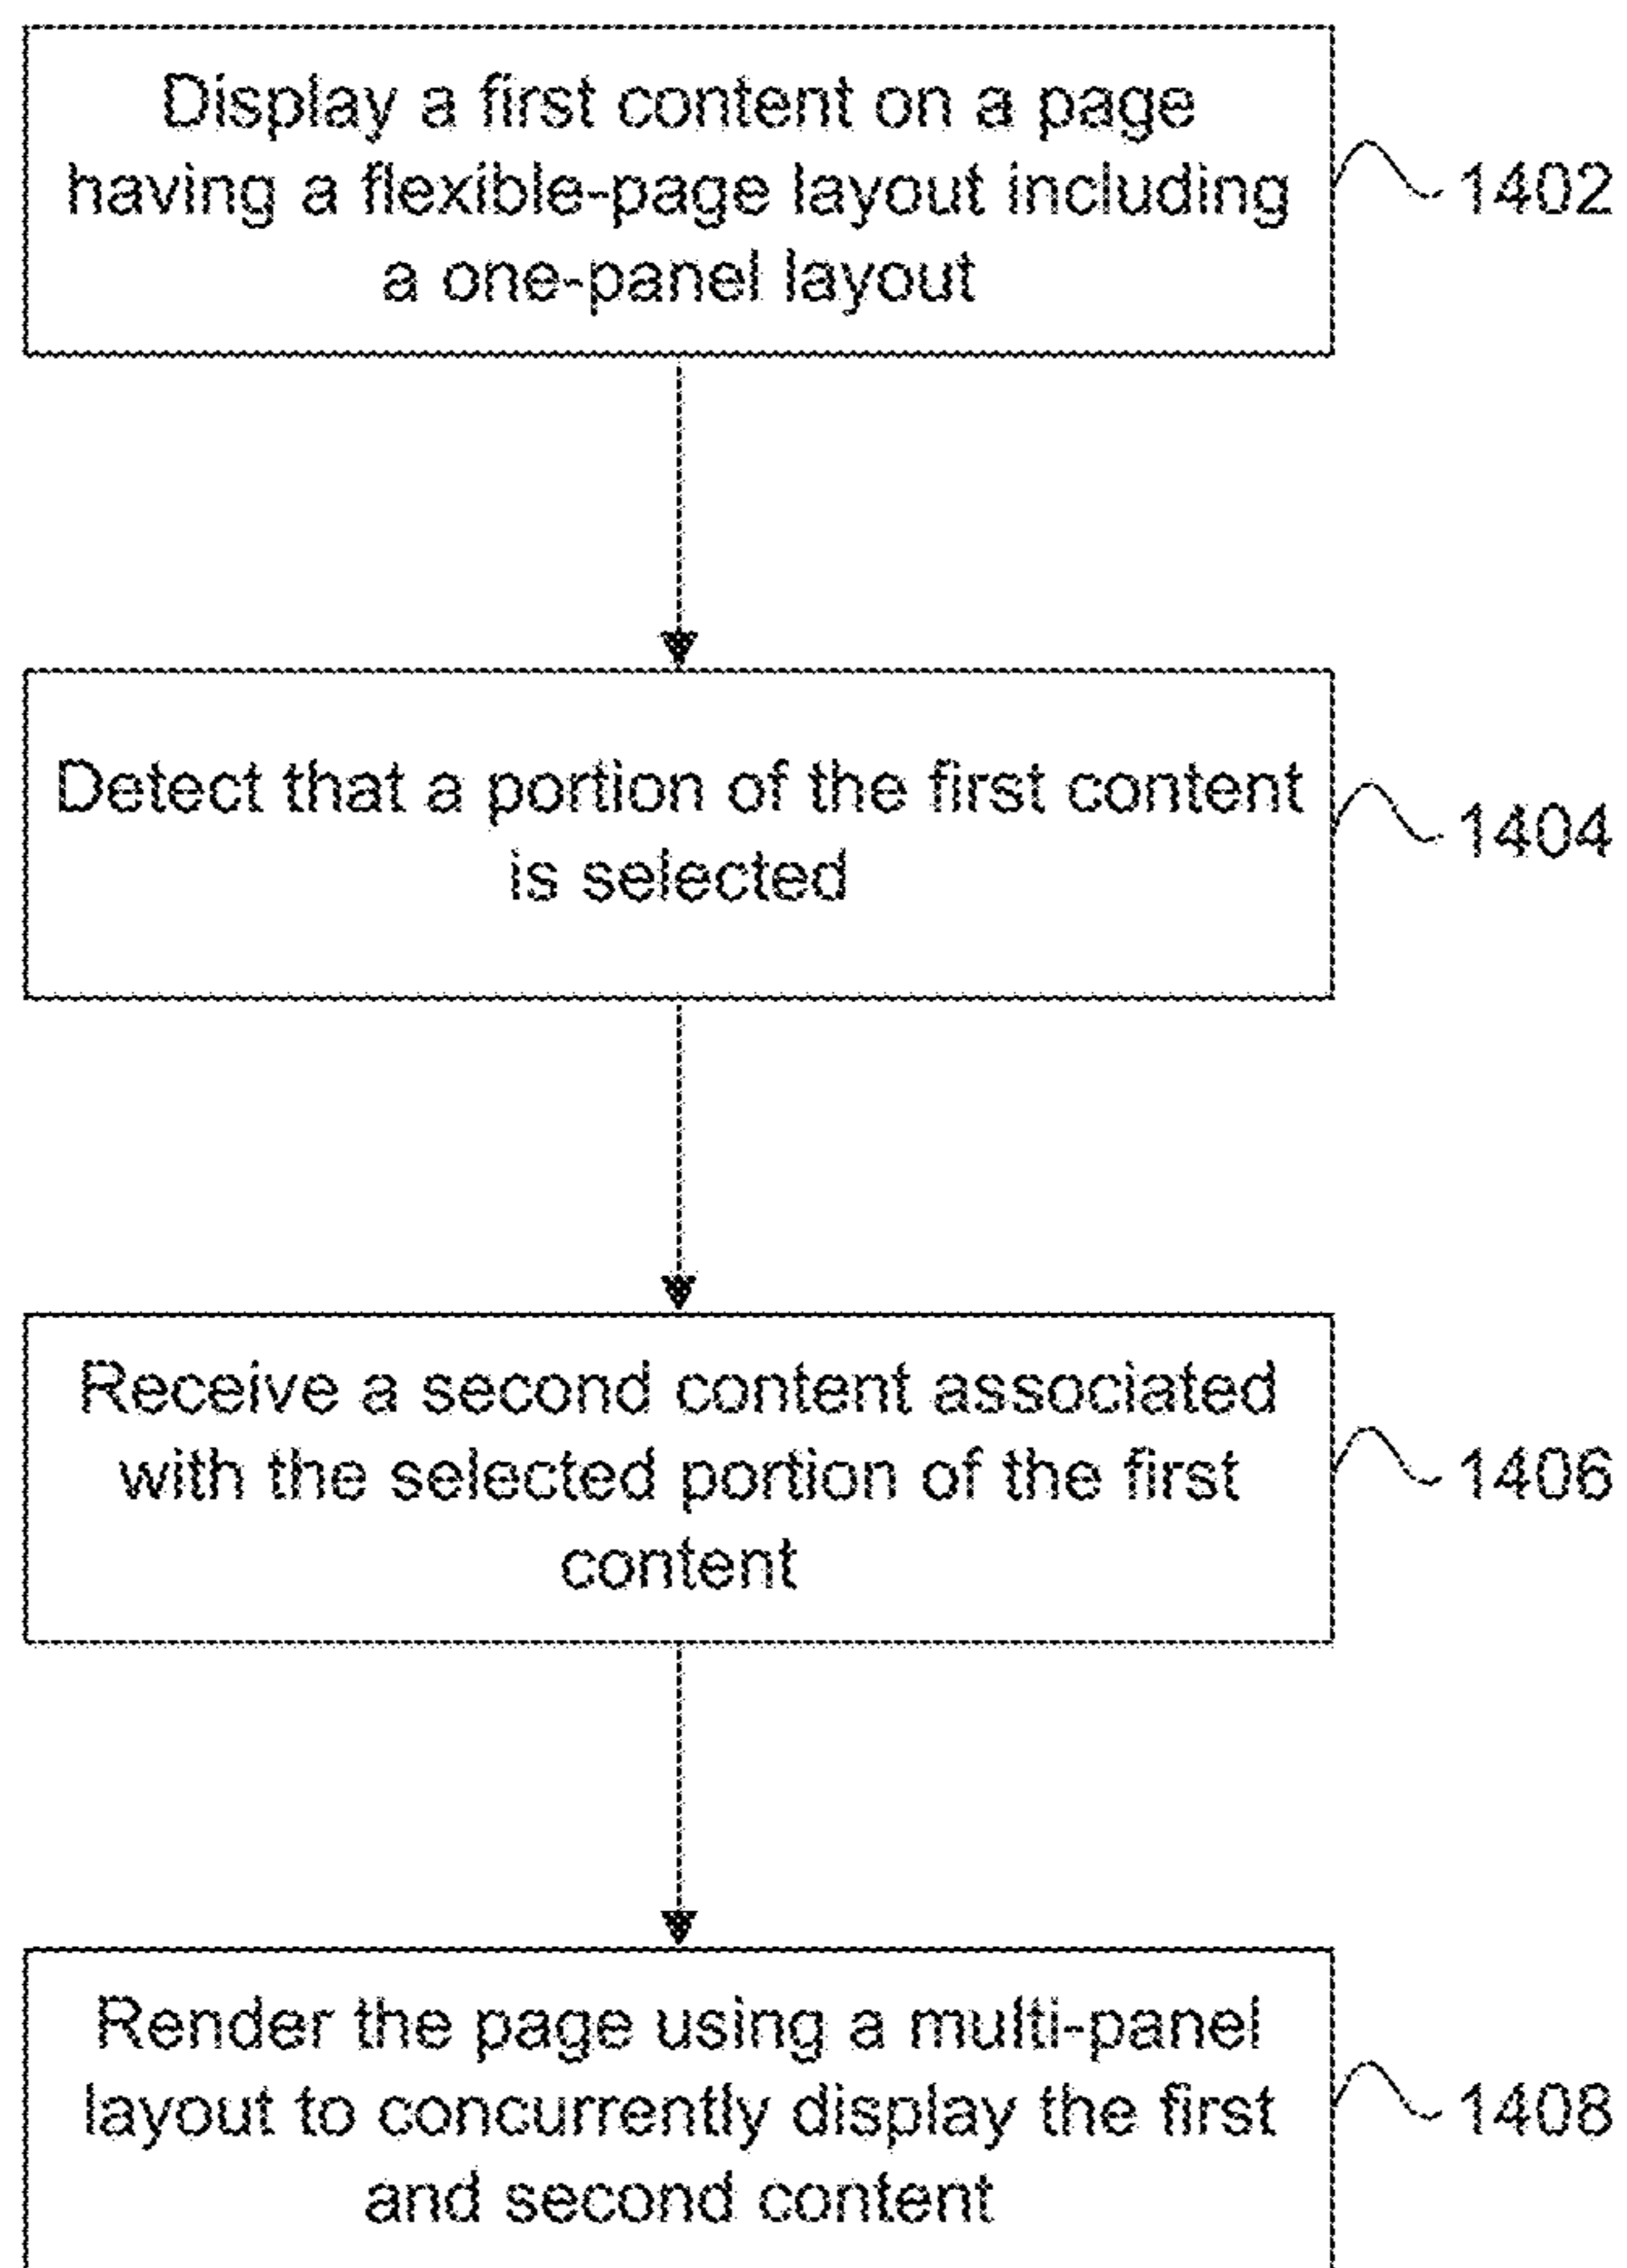 Display a first content on a page
having a flexible-page layout including
a one-panel layout
1402
Detect that a portion of the first content
is selected
1404
Receive a second content associated
with the selected portion of the first
content
1406
Render the page using a multi-panel
layout to concurrently display the first
and second content
1408